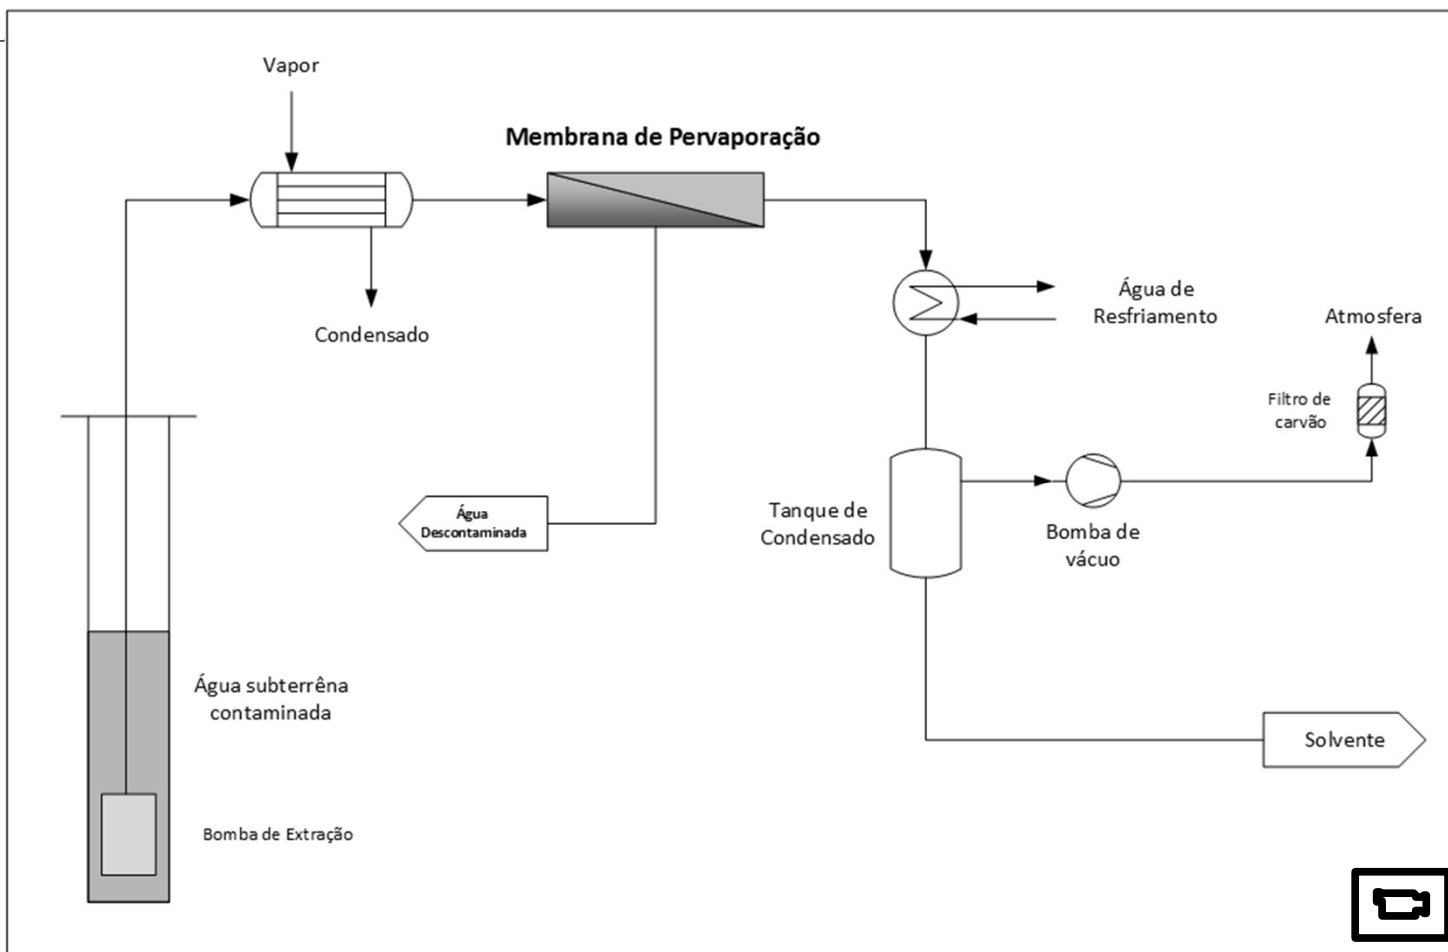 Vapor
Membrana de Pervaporação
Condensado
Água de
Resfriamento
Atmosfera
Filtro de
carvão
Água
Descontaminada
Tanque de
Condensado
Bomba de
vácuo
Água subterrêna
contaminada
Solvente
Bomba de Extração